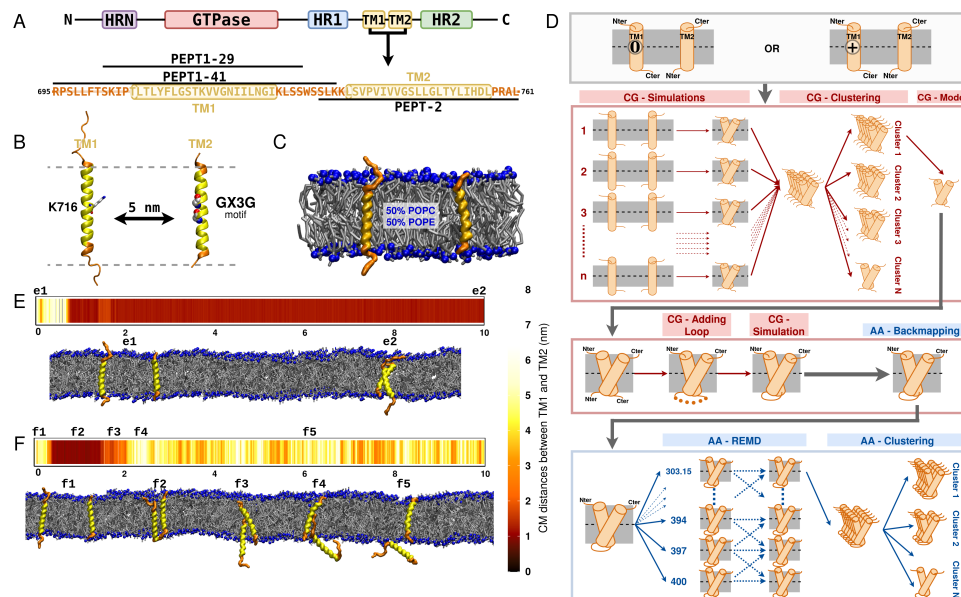 A
N
HRN
GTPase
HR1
TM1
TM2
HR2
C
PEPT1-29
PEPT1-41
TM2
695
RPSLLFTSKIPTLTLYFLGSTKVVGNIILNGIKLSSWSSLKKLSVPVIVVGSLLGLTYLIHDLPRAL
761
TM1
PEPT-2
B
TM1
TM2
K716
5 nm
GX3G
motif
C
50% POPC
50% POPE
E
e1
e2
0
2
4
6
8
10
e1
e2
F
f1
f2
f3
f4
f5
0
2
4
6
8
10
f1
f2
f3
f4
f5
8
7
6
5
4
3
2
1
0
CM distances between TM1 and TM2 (nm)
D
Nter
Cter
TM1
TM2
0
Cter
Nter
OR
Nter
Cter
TM1
TM2
+
Cter
Nter
CG - Simulations
CG - Clustering
CG - Mode
1
2
3
n
Cluster 1
Cluster 2
Cluster 3
Cluster N
CG - Adding
Loop
CG -
Simulation
AA - Backmapping
Nter
Cter
Nter
Cter
Nter
Cter
Nter
Cter
AA - REMD
AA - Clustering
Nter
Cter
303.15
394
397
400
Cluster 1
Cluster 2
Cluster N